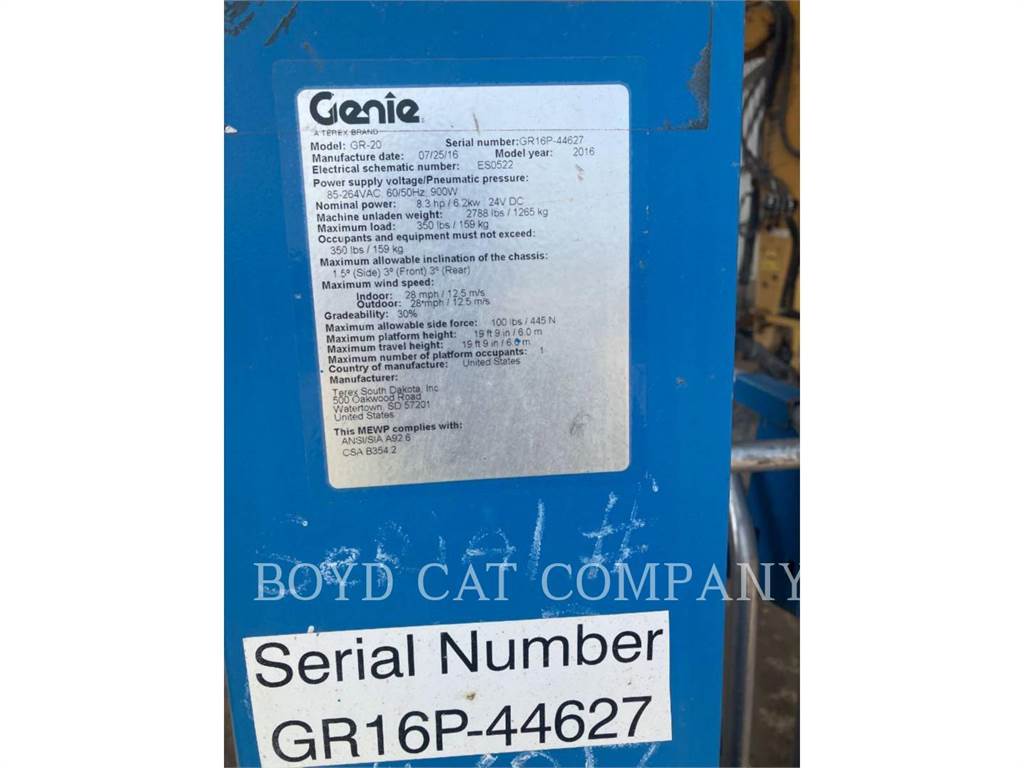 Genie
A TEREX BRAND
Model: GR-20 Serial number:GR16P-44627
Manufacture date: 07/25/16 Model year: 2016
Electrical schematic number: ES0522
Power supply voltage/Pneumatic pressure:
85-264VAC, 60/50Hz, 900W
Nominal power: 8.3 hp / 6.2kw 24V DC
Machine unladen weight: 2788 lbs / 1265 kg
Maximum load: 350 lbs / 159 kg
Occupants and equipment must not exceed:
350 lbs / 159 kg
Maximum allowable inclination of the chassis:
1.5° (Side) 3° (Front) 3° (Rear)
Maximum wind speed:
Indoor: 28 mph / 12.5 m/s
Outdoor: 28 mph / 12.5 m/s
Gradeability: 30%
Maximum allowable side force: 100 lbs / 445 N
Maximum platform height: 19 ft 9 in / 6.0 m
Maximum travel height: 19 ft 9 in / 6.0 m
Maximum number of platform occupants: 1
Country of manufacture: United States
Manufacturer:
Terex South Dakota, Inc
500 Oakwood Road
Watertown, SD 57201
United States
This MEWP complies with:
ANSI/SIA A92.6
CSA B354.2
Serial #
BOYD CAT COMPANY
Serial Number
GR16P-44627